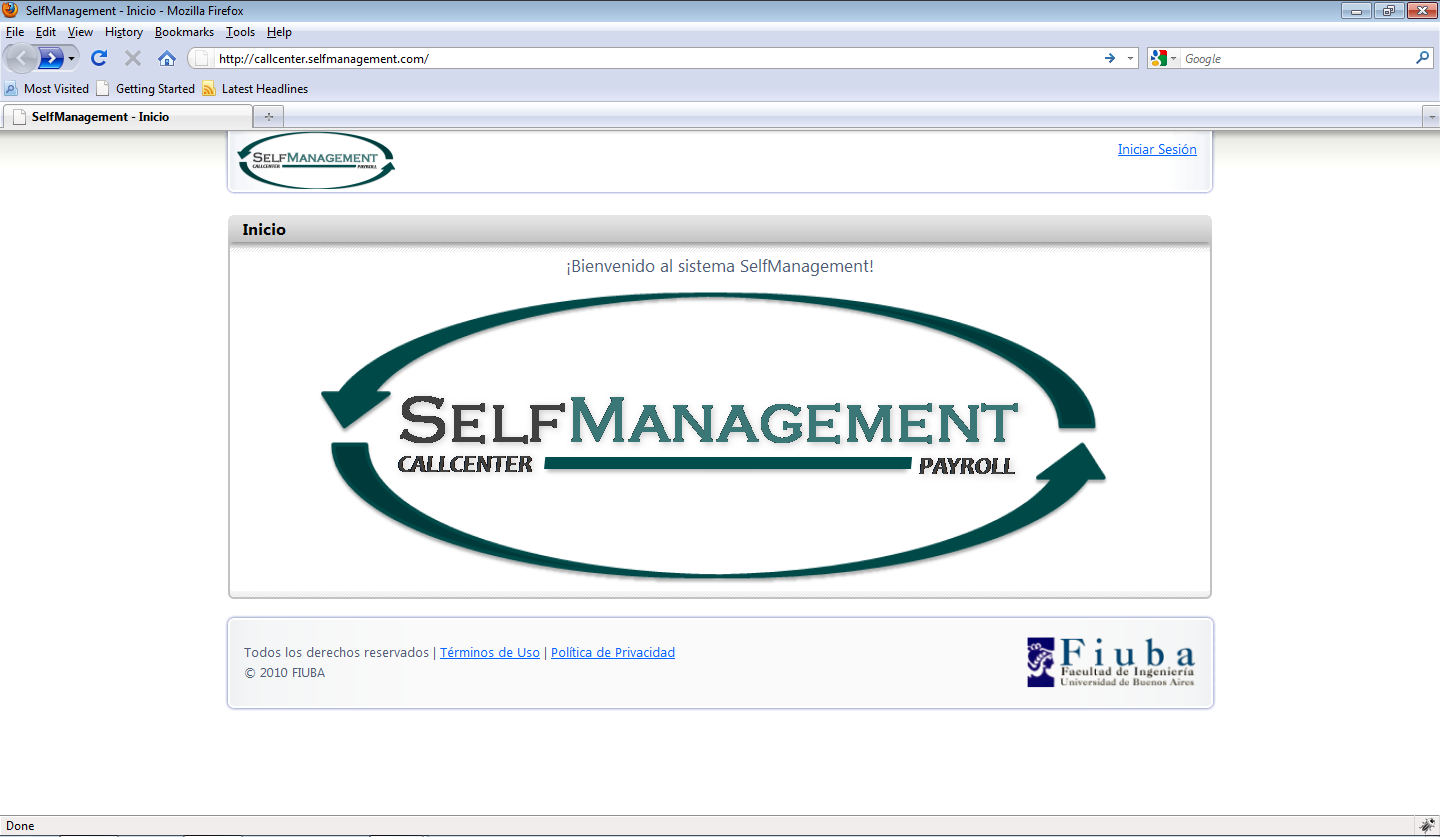 SelfManagement - Inicio - Mozilla Firefox
File Edit View History Bookmarks Tools Help
http://callcenter.selfmanagement.com/
Google
Most Visited Getting Started Latest Headlines
SelfManagement - Inicio
SELFMANAGEMENT
CALLCENTER PAYROLL
Iniciar Sesión
Inicio
¡Bienvenido al sistema SelfManagement!
SELFMANAGEMENT
CALLCENTER PAYROLL
Todos los derechos reservados | Términos de Uso | Política de Privacidad
© 2010 FIUBA
Fiuba
Facultad de Ingeniería
Universidad de Buenos Aires
Done